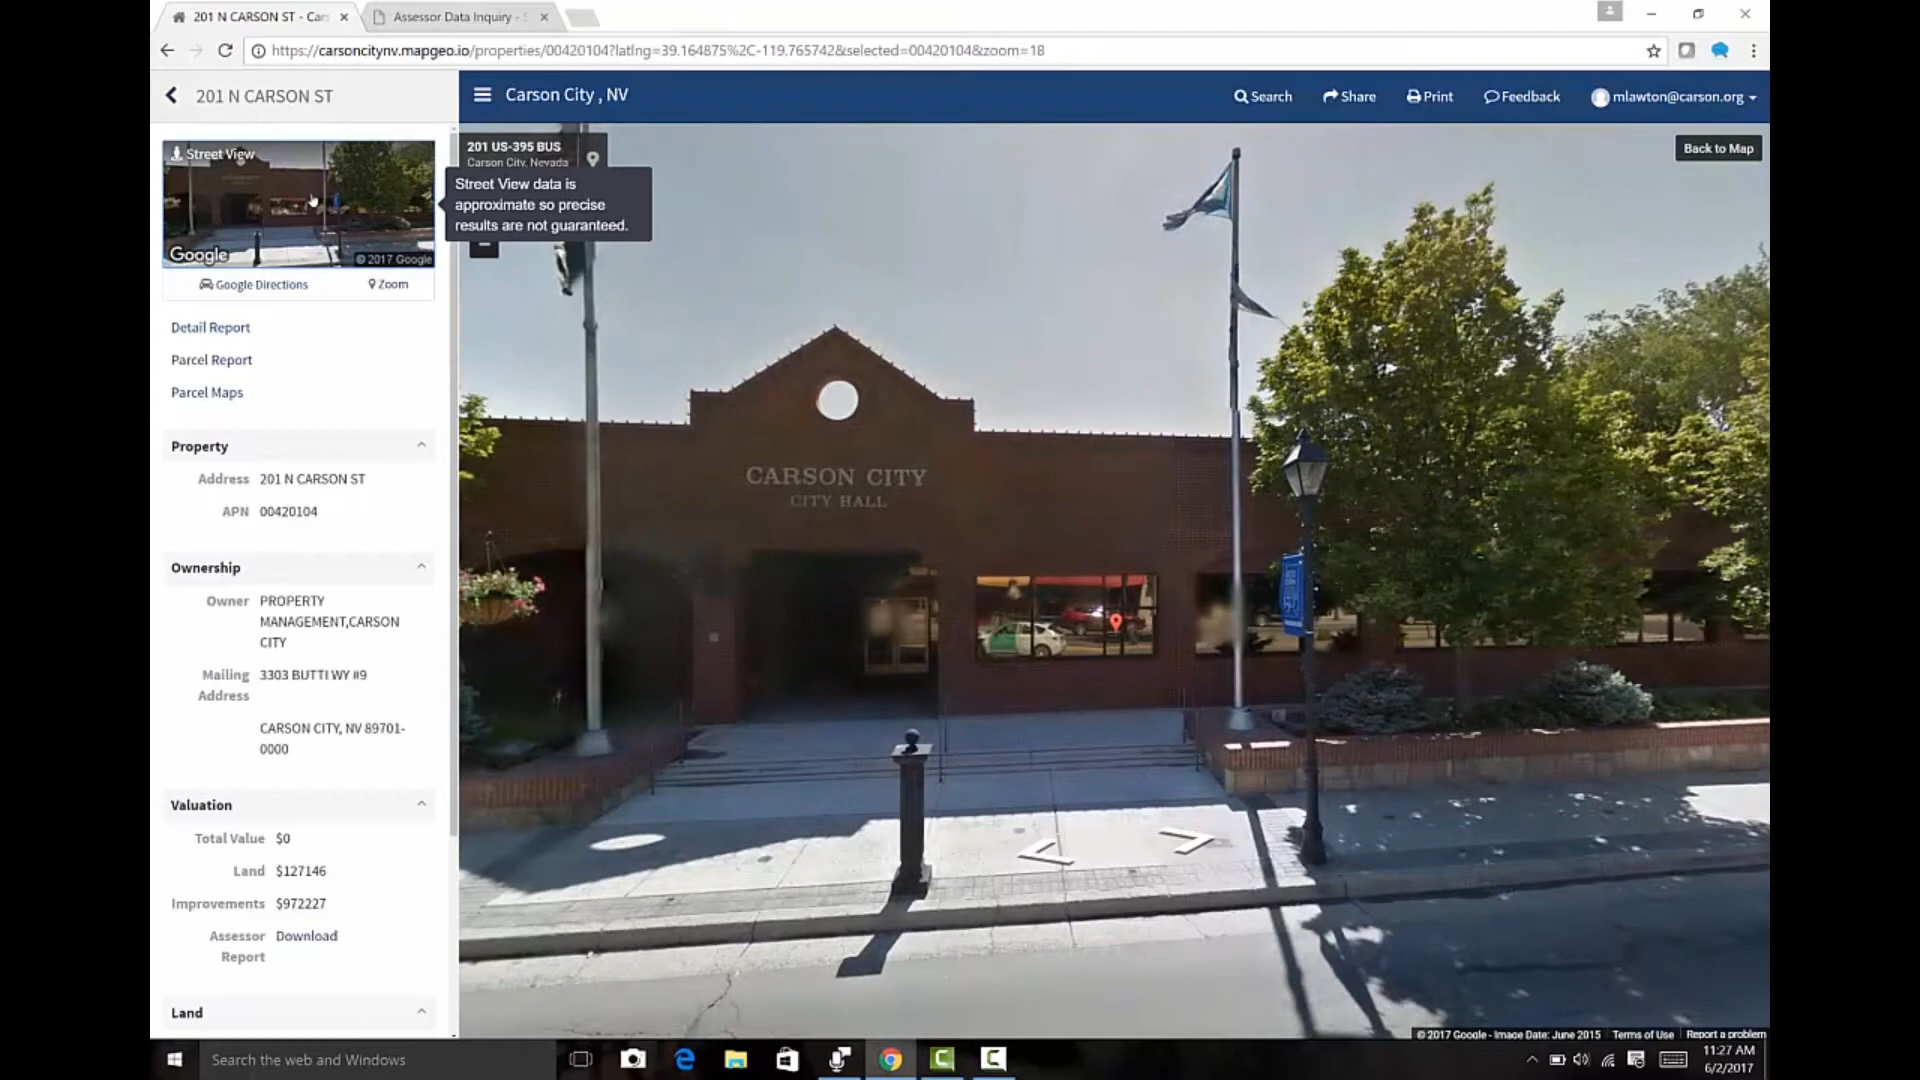 201 N CARSON ST - Cars
Assessor Data Inquiry - S
https://carsoncitynv.mapgeo.io/properties/00420104?latlng=39.164875%2C-119.765742&selected=00420104&zoom=18
201 N CARSON ST
Carson City , NV
Search
Share
Print
Feedback
mlawton@carson.org
Street View
Google
© 2017 Google
Google Directions
Zoom
201 US-395 BUS
Carson City, Nevada
Street View data is
approximate so precise
results are not guaranteed.
Back to Map
Detail Report
Parcel Report
Parcel Maps
Property
Address 201 N CARSON ST
APN 00420104
Ownership
Owner PROPERTY
MANAGEMENT,CARSON
CITY
Mailing 3303 BUTTI WY #9
Address
CARSON CITY, NV 89701-
0000
Valuation
Total Value $0
Land $127146
Improvements $972227
Assessor Download
Report
Land
CARSON CITY
CITY HALL
© 2017 Google - Image Date: June 2015 Terms of Use Report a problem
Search the web and Windows
11:27 AM
6/2/2017